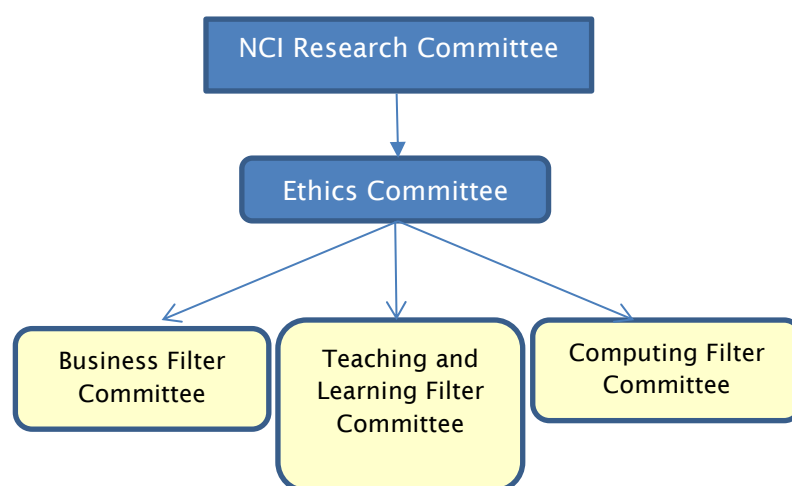 NCI Research Committee
Ethics Committee
Business Filter
Committee
Teaching and
Learning Filter
Committee
Computing Filter
Committee